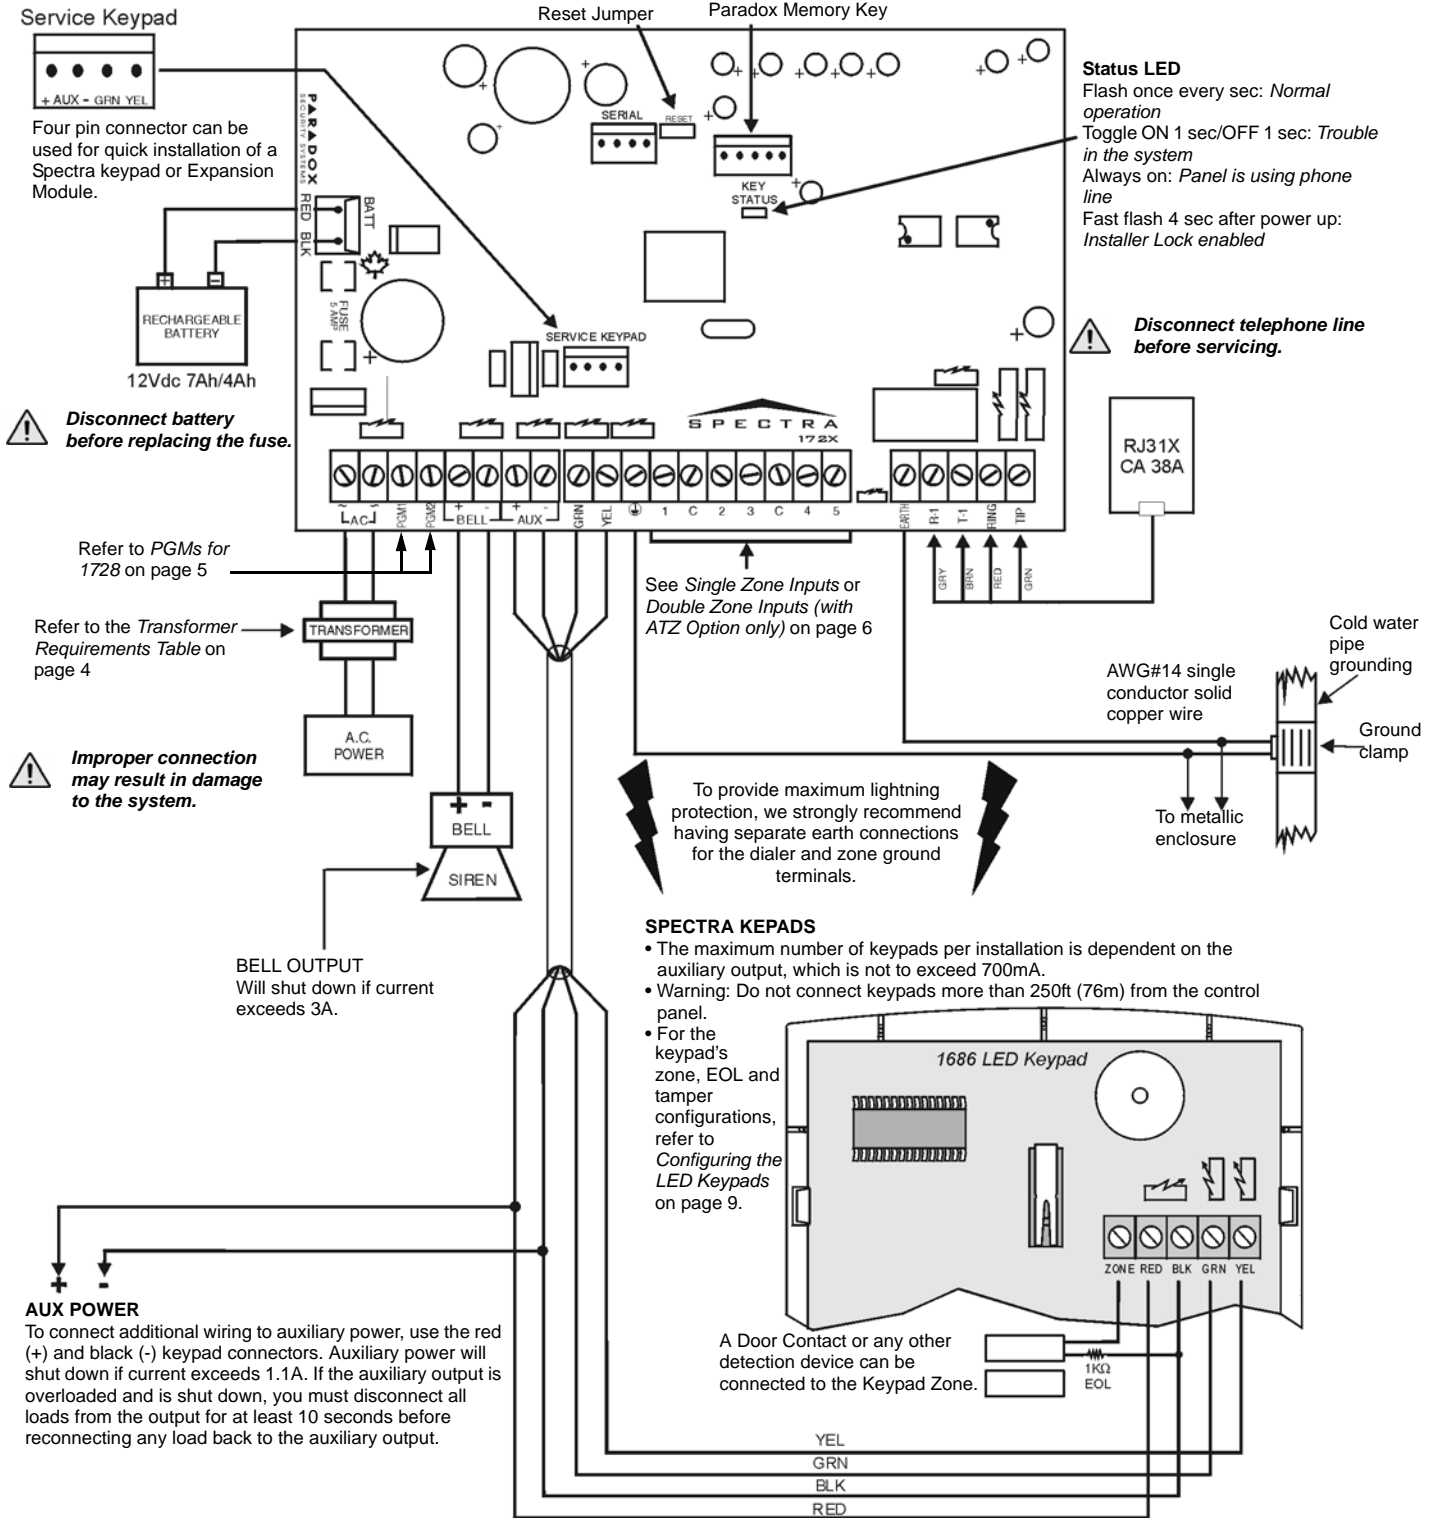 Service Keypad
Reset Jumper
Paradox Memory Key
+ AUX - GRN YEL
Four pin connector can be
used for quick installation of a
Spectra keypad or Expansion
Module.
PARADOX
SECURITY SYSTEMS
SERIAL
RESET
KEY
STATUS
Status LED
Flash once every sec: Normal
operation
Toggle ON 1 sec/OFF 1 sec: Trouble
in the system
Always on: Panel is using phone
line
Fast flash 4 sec after power up:
Installer Lock enabled
RED
BLK
BATT
+
-
RECHARGEABLE
BATTERY
12Vdc 7Ah/4Ah
FUSE
5 AMP
SERVICE KEYPAD
Disconnect telephone line
before servicing.
Disconnect battery
before replacing the fuse.
SPECTRA
172X
RJ31X
CA 38A
~ AC ~
PGM1
PGM2
+ BELL -
+ AUX -
GRN
YEL
1 C 2 3 C 4 5
EARTH
R-1
T-1
RING
TIP
GRY
BRN
RED
GRN
Refer to PGMs for
1728 on page 5
See Single Zone Inputs or
Double Zone Inputs (with
ATZ Option only) on page 6
Refer to the Transformer
Requirements Table on
page 4
TRANSFORMER
A.C.
POWER
Improper connection
may result in damage
to the system.
Cold water
pipe
grounding
AWG#14 single
conductor solid
copper wire
Ground
clamp
To metallic
enclosure
To provide maximum lightning
protection, we strongly recommend
having separate earth connections
for the dialer and zone ground
terminals.
+ -
BELL
SIREN
BELL OUTPUT
Will shut down if current
exceeds 3A.
SPECTRA KEPADS
• The maximum number of keypads per installation is dependent on the
auxiliary output, which is not to exceed 700mA.
• Warning: Do not connect keypads more than 250ft (76m) from the control
panel.
• For the
keypad's
zone, EOL and
tamper
configurations,
refer to
Configuring the
LED Keypads
on page 9.
1686 LED Keypad
ZONE RED BLK GRN YEL
+ -
AUX POWER
To connect additional wiring to auxiliary power, use the red
(+) and black (-) keypad connectors. Auxiliary power will
shut down if current exceeds 1.1A. If the auxiliary output is
overloaded and is shut down, you must disconnect all
loads from the output for at least 10 seconds before
reconnecting any load back to the auxiliary output.
A Door Contact or any other
detection device can be
connected to the Keypad Zone.
1KΩ
EOL
YEL
GRN
BLK
RED